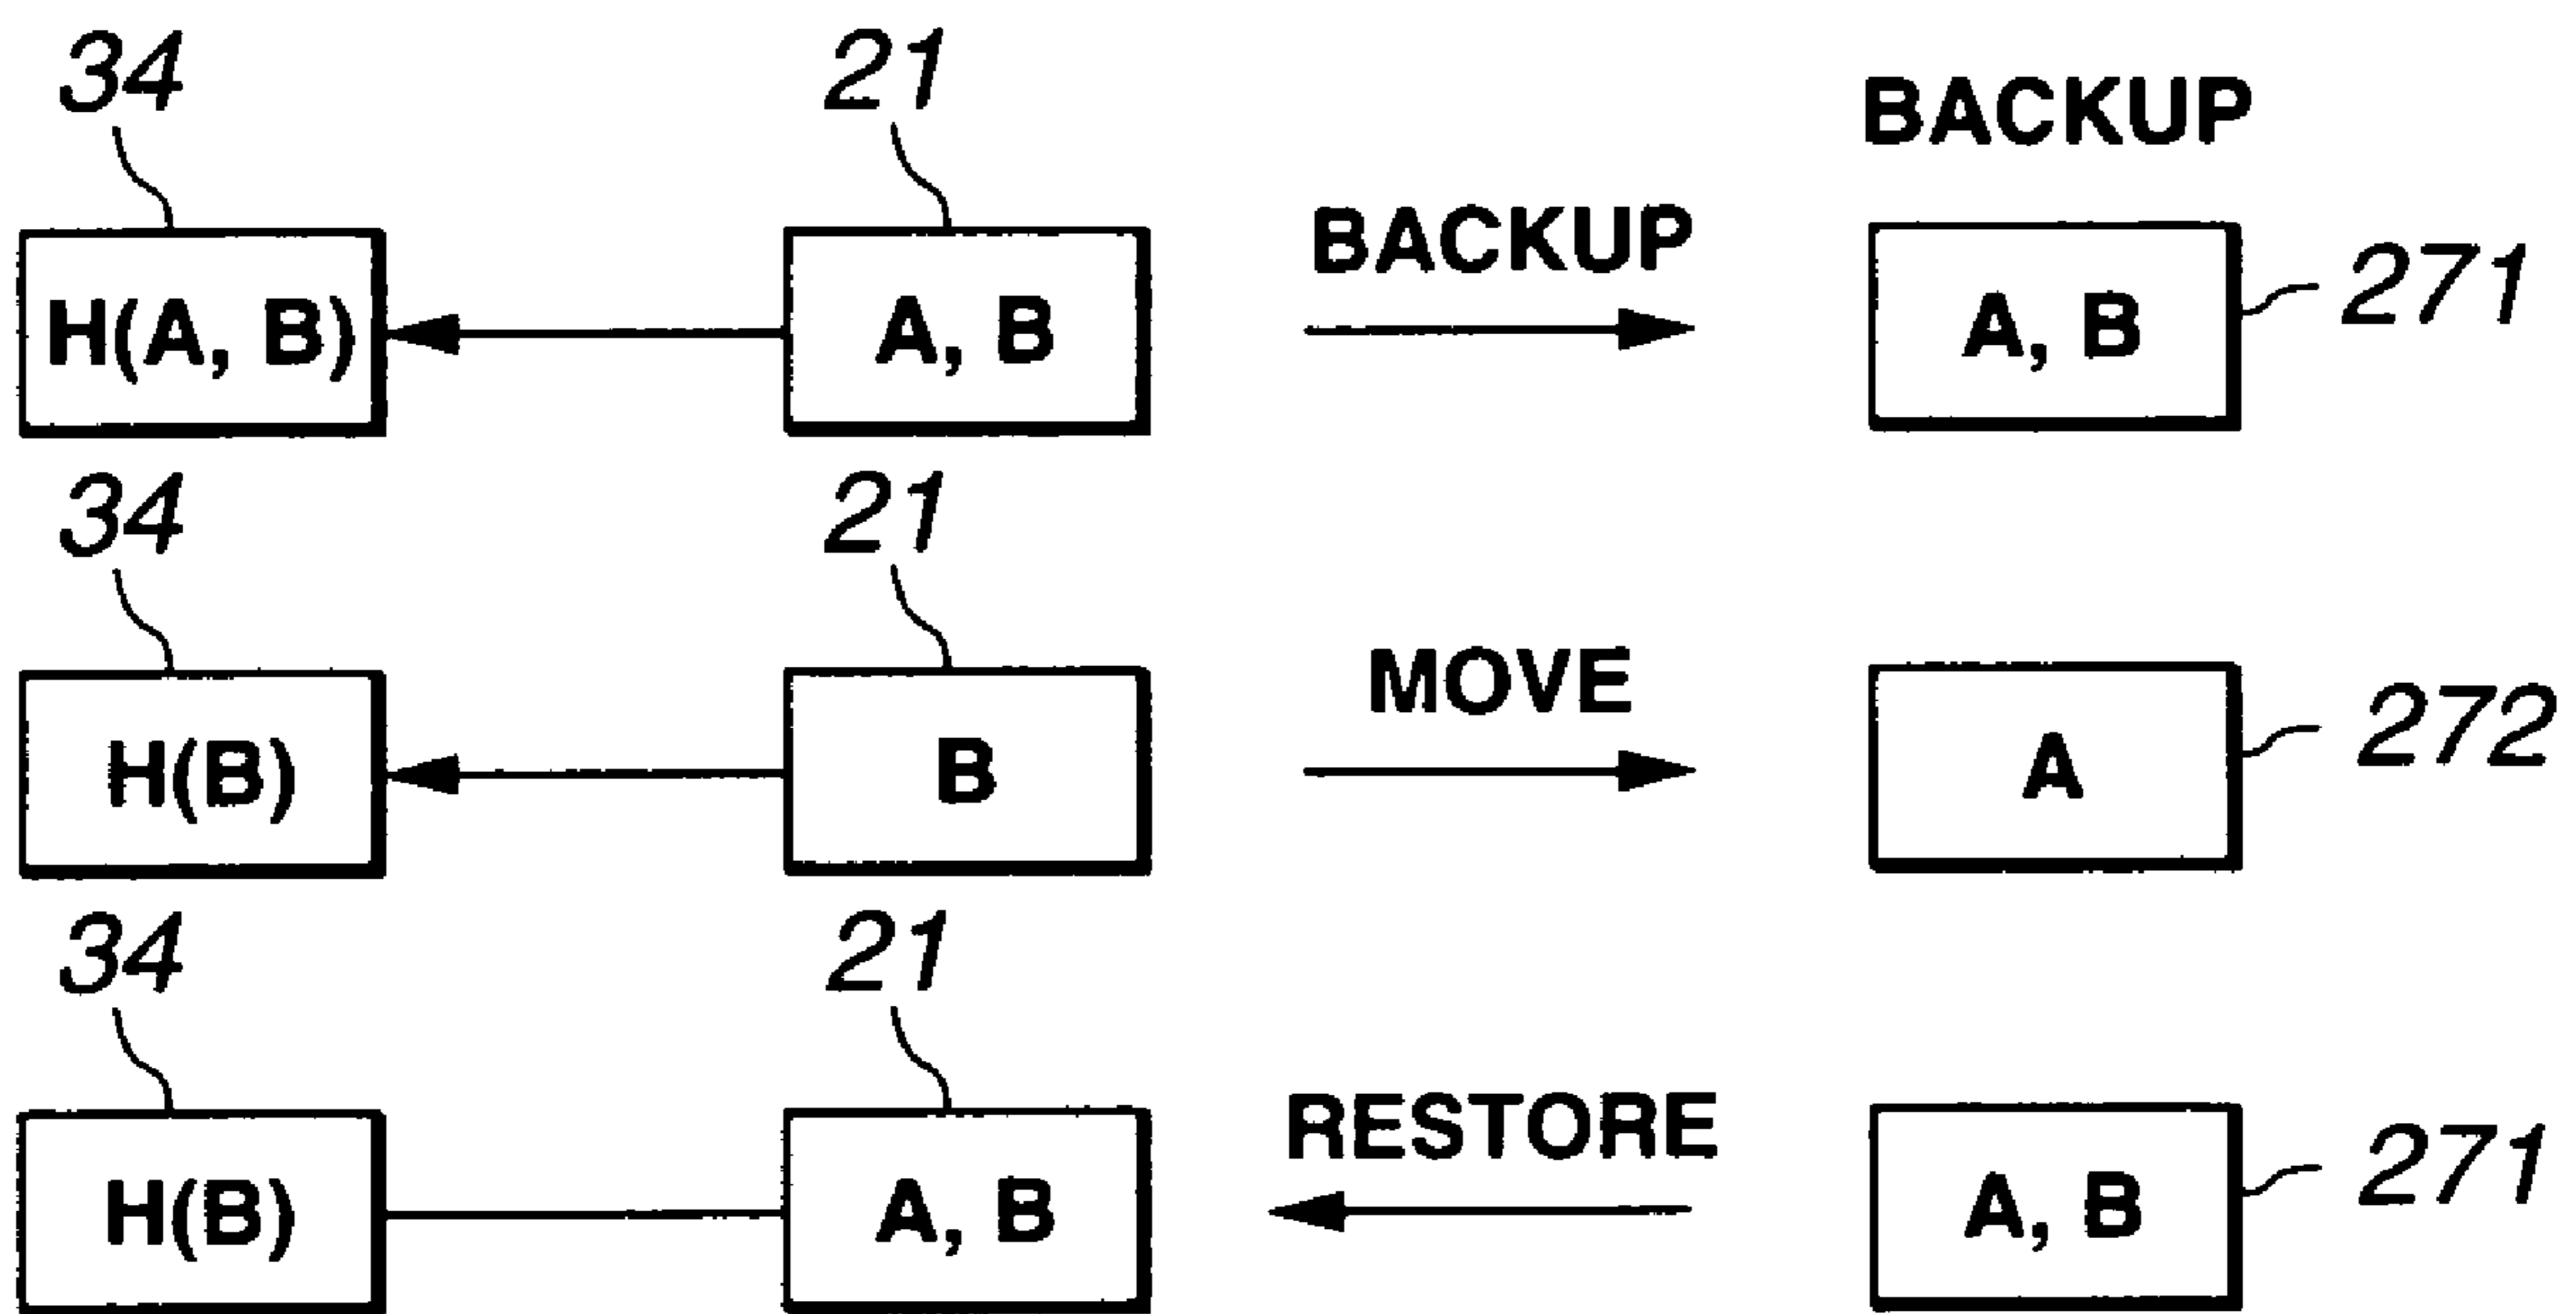 34
21
BACKUP
BACKUP
H(A, B)
A, B
A, B
271
34
21
MOVE
H(B)
B
A
272
34
21
RESTORE
H(B)
A, B
A, B
271